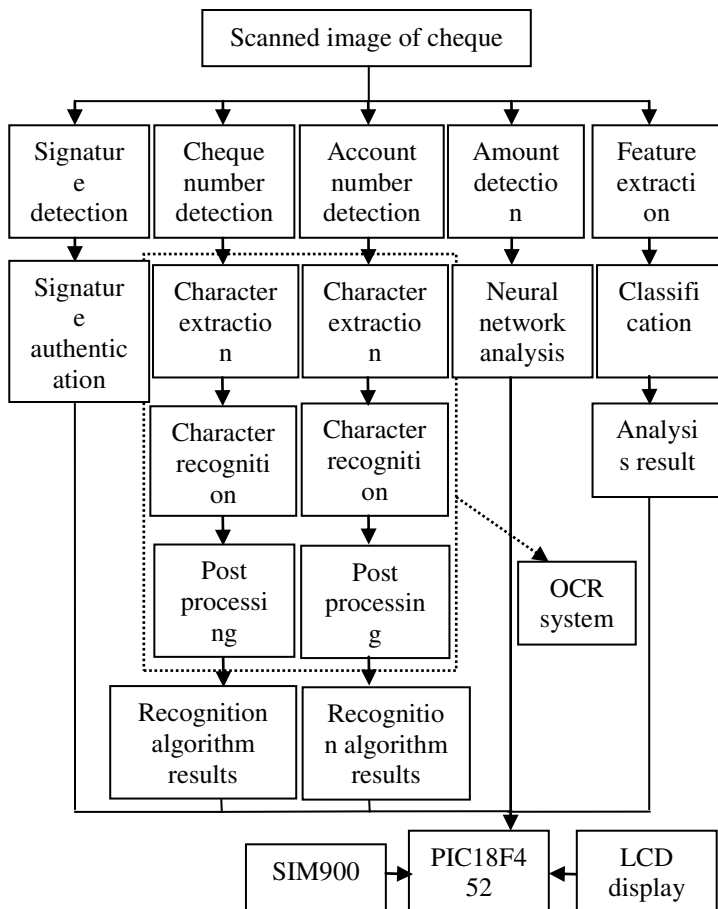 Scanned image of cheque
Signatur
e
detection
Cheque
number
detection
Account
number
detection
Amount
detectio
n
Feature
extracti
on
Signatur
e
authentic
ation
Character
extractio
n
Character
extraction
Neural
network
analysis
Classifi
cation
Character
recogniti
on
Character
recogniti
on
Analysi
s result
Post
processi
ng
Post
processin
g
OCR
system
Recognition
algorithm
results
Recognitio
n algorithm
results
SIM900
PIC18F4
52
LCD
display